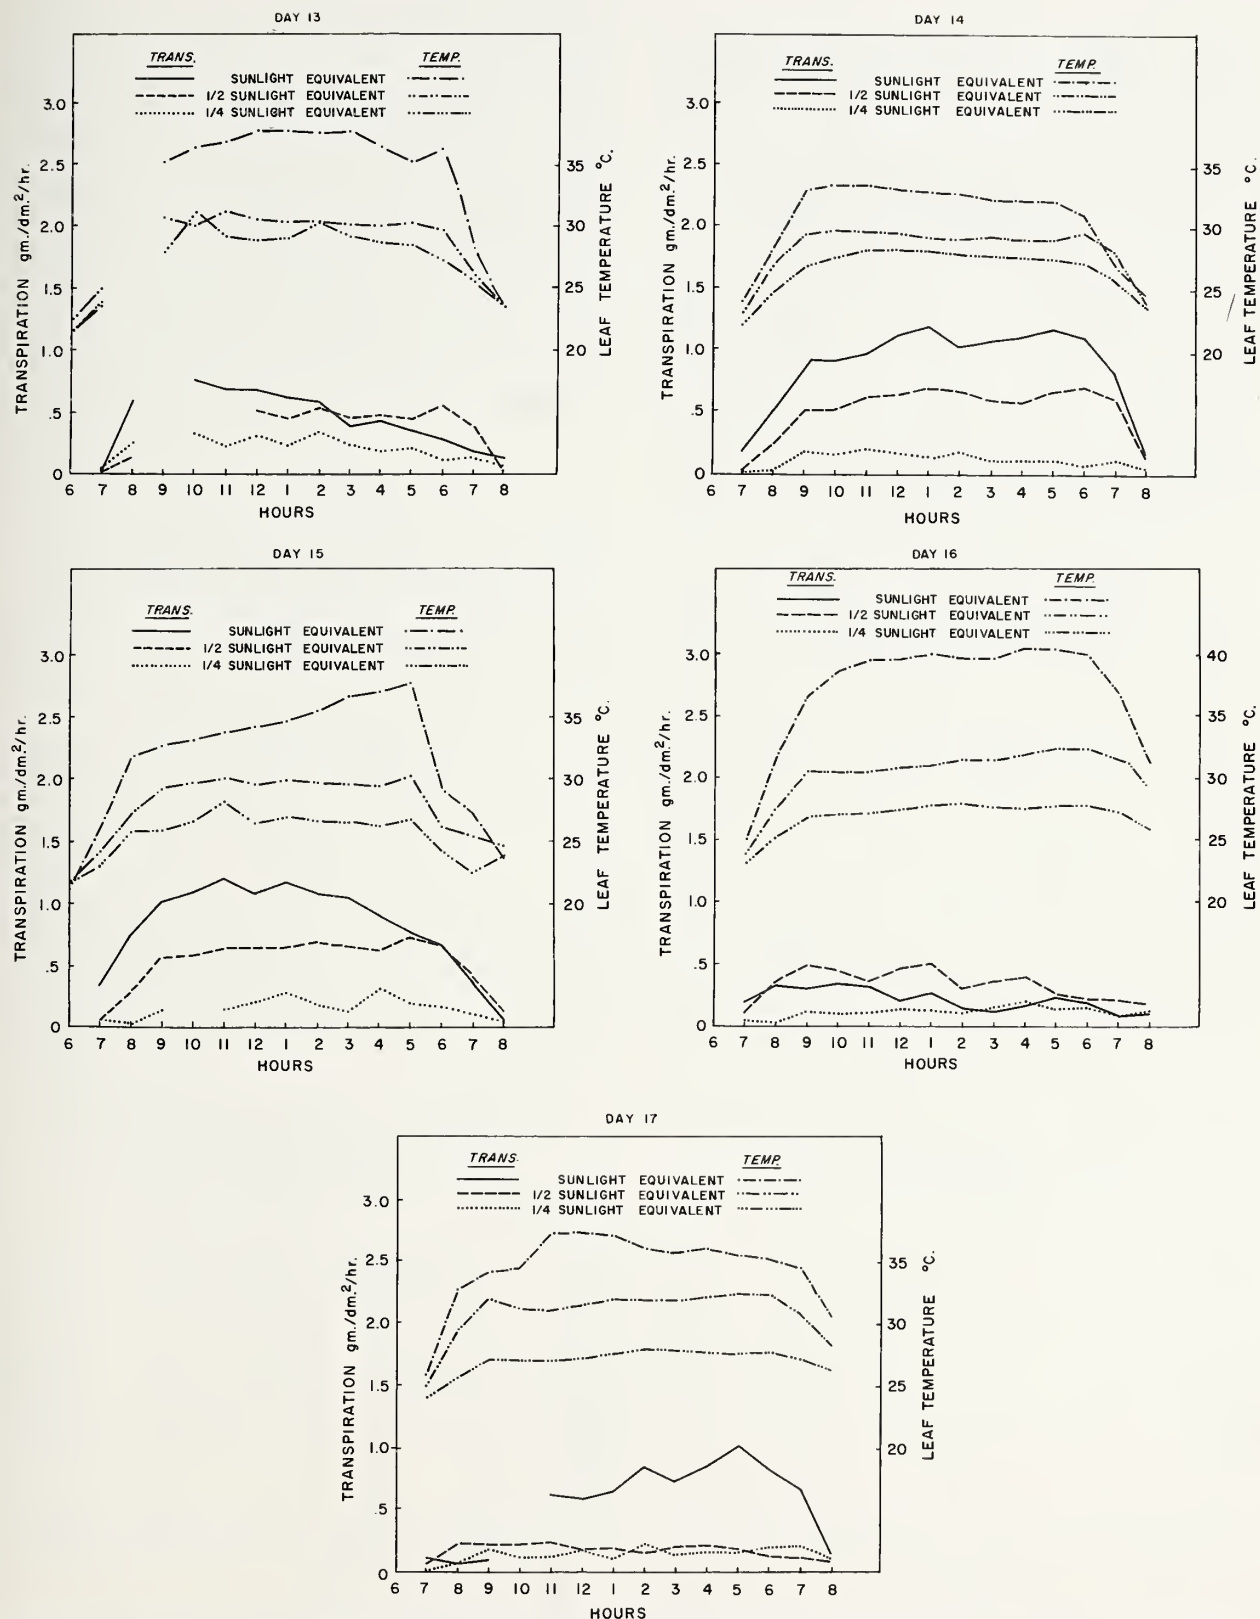 DAY 13
TRANS. TEMP.
SUNLIGHT EQUIVALENT
1/2 SUNLIGHT EQUIVALENT
1/4 SUNLIGHT EQUIVALENT
3.0
2.5
2.0
1.5
1.0
.5
0
TRANSPIRATION gm./dm.²/hr.
35
30
25
20
LEAF TEMPERATURE °C.
6 7 8 9 10 11 12 1 2 3 4 5 6 7 8
HOURS
DAY 14
TRANS. TEMP.
SUNLIGHT EQUIVALENT
1/2 SUNLIGHT EQUIVALENT
1/4 SUNLIGHT EQUIVALENT
3.0
2.5
2.0
1.5
1.0
.5
0
TRANSPIRATION gm./dm.²/hr.
35
30
25
20
LEAF TEMPERATURE °C.
6 7 8 9 10 11 12 1 2 3 4 5 6 7 8
HOURS
DAY 15
TRANS. TEMP.
SUNLIGHT EQUIVALENT
1/2 SUNLIGHT EQUIVALENT
1/4 SUNLIGHT EQUIVALENT
3.0
2.5
2.0
1.5
1.0
.5
0
TRANSPIRATION gm./dm.²/hr.
35
30
25
20
LEAF TEMPERATURE °C.
6 7 8 9 10 11 12 1 2 3 4 5 6 7 8
HOURS
DAY 16
TRANS. TEMP.
SUNLIGHT EQUIVALENT
1/2 SUNLIGHT EQUIVALENT
1/4 SUNLIGHT EQUIVALENT
3.0
2.5
2.0
1.5
1.0
.5
0
TRANSPIRATION gm./dm.²/hr.
40
35
30
25
20
LEAF TEMPERATURE °C.
6 7 8 9 10 11 12 1 2 3 4 5 6 7 8
HOURS
DAY 17
TRANS. TEMP.
SUNLIGHT EQUIVALENT
1/2 SUNLIGHT EQUIVALENT
1/4 SUNLIGHT EQUIVALENT
3.0
2.5
2.0
1.5
1.0
.5
0
TRANSPIRATION gm./dm.²/hr.
35
30
25
20
LEAF TEMPERATURE °C.
6 7 8 9 10 11 12 1 2 3 4 5 6 7 8
HOURS